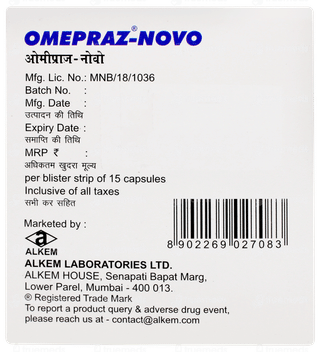 OMEPRAZ®-NOVO
ओमीप्राज-नोवो
Mfg. Lic. No.: MNB/18/1036
Batch No. :
Mfg. Date :
उत्पादन की तिथि
Expiry Date :
समाप्ति की तिथि
MRP ₹ :
अधिकतम खुदरा मूल्य
per blister strip of 15 capsules
Inclusive of all taxes
सभी कर सहित
Marketed by :
ALKEM
ALKEM LABORATORIES LTD.
ALKEM HOUSE, Senapati Bapat Marg,
Lower Parel, Mumbai - 400 013.
® Registered Trade Mark
To report a product query & adverse drug event,
please reach us at - contact@alkem.com
8 902269 027083